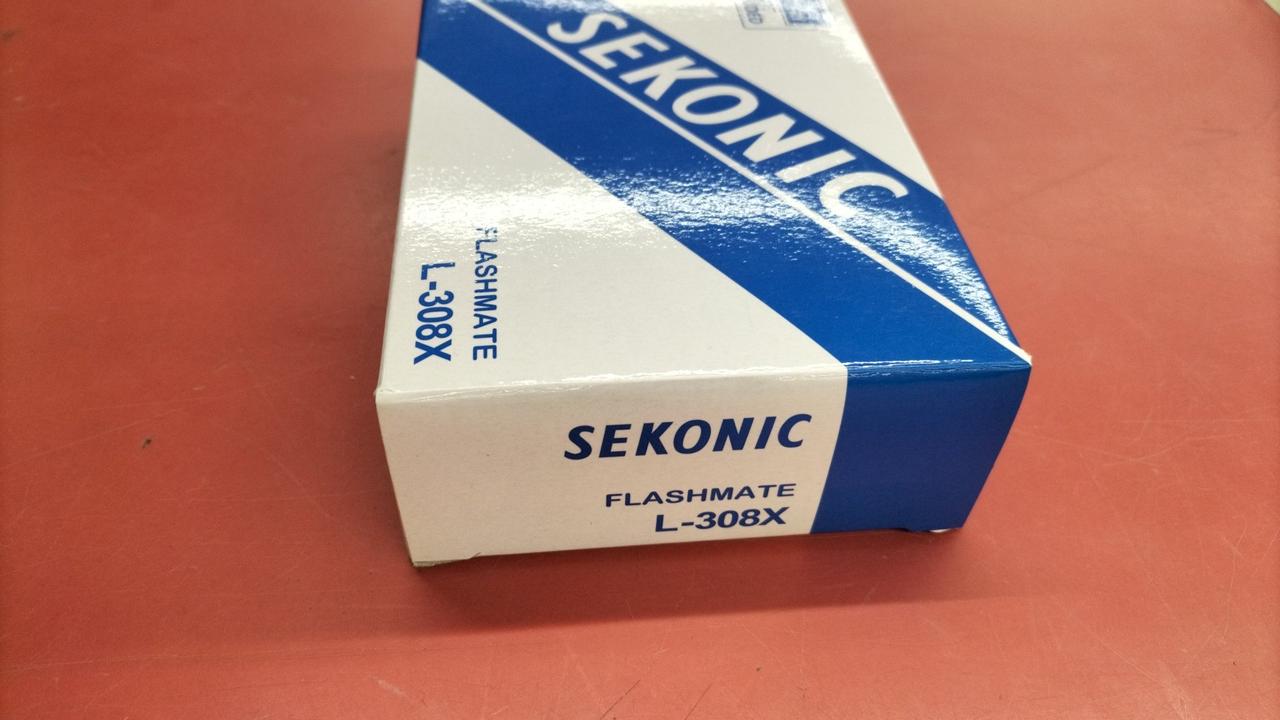 SEKONIC
FLASHMATE
L-308X
SEKONIC
FLASHMATE
L-308X